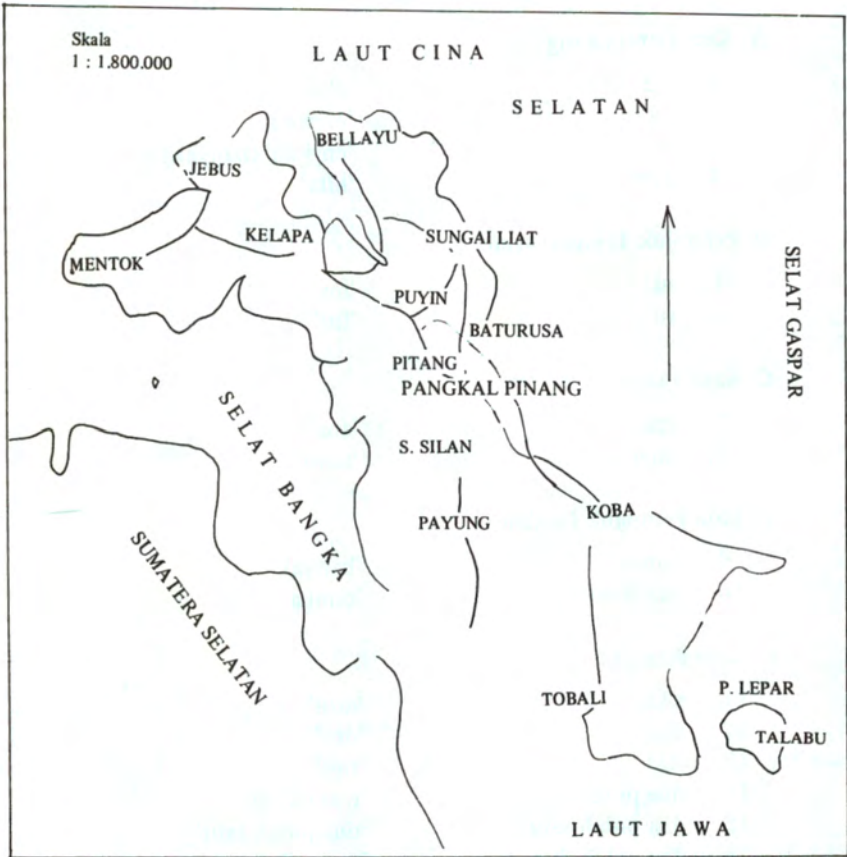 Skala
1 : 1.800.000
LAUT CINA
SELATAN
BELLAYU
JEBUS
KELAPA
SUNGAI LIAT
MENTOK
SELAT GASPAR
PUYIN
BATURUSA
PITANG
PANGKAL PINANG
SELAT BANGKA
S. SILAN
KOBA
PAYUNG
SUMATERA SELATAN
TOBALI
P. LEPAR
TALABU
LAUT JAWA